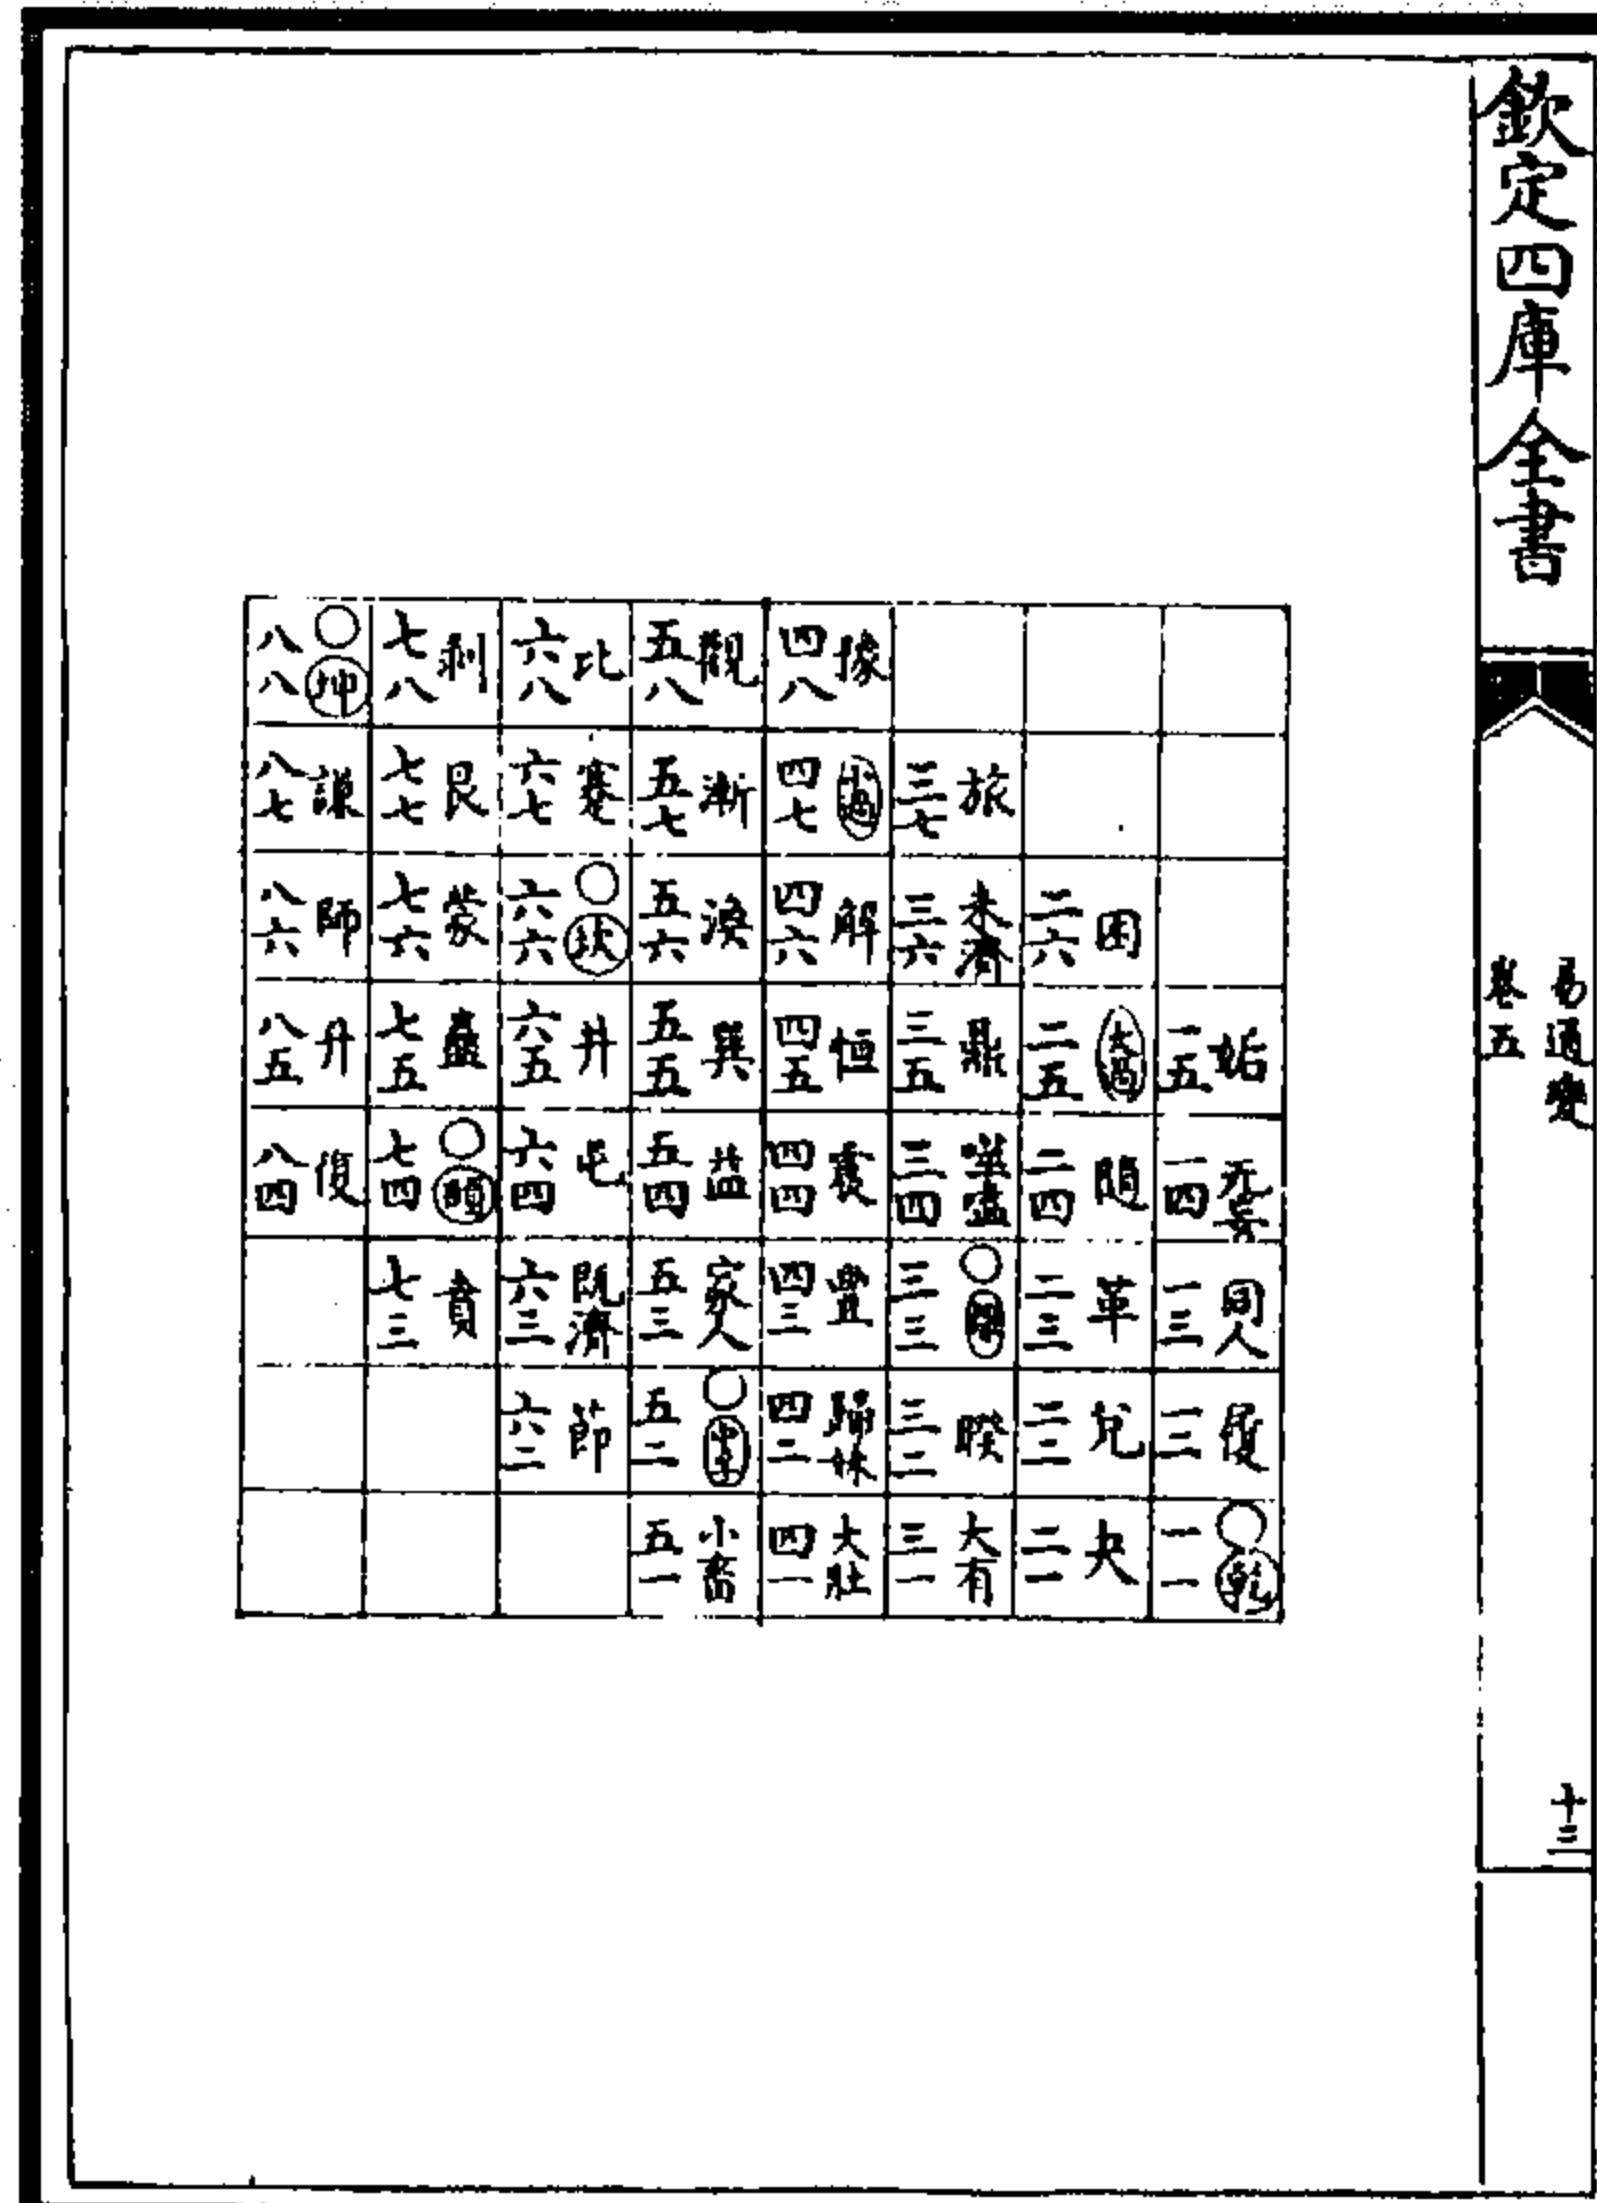 欽定四庫全書
易通變
卷五
十三
姤
一五
无妄
一四
同人
一三
履
一二
○乾
一一
困
二六
大過
二五
隨
二四
革
二三
兌
二二
夬
二一
旅
三七
未濟
三六
鼎
三五
噬嗑
三四
○離
三三
睽
三二
大有
三一
豫
四八
小過
四七
解
四六
恒
四五
震
四四
豐
四三
歸妹
四二
大壯
四一
觀
五八
漸
五七
渙
五六
巽
五五
益
五四
家人
五三
○中孚
五二
小畜
五一
比
六八
蹇
六七
○坎
六六
井
六五
屯
六四
既濟
六三
節
六二
剝
七八
艮
七七
蒙
七六
蠱
七五
○頤
七四
賁
七三
○坤
八八
謙
八七
師
八六
升
八五
復
八四